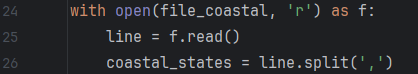 24 with open(file_coastal, 'r') as f:
25 line = f.read()
26 coastal_states = line.split(',')